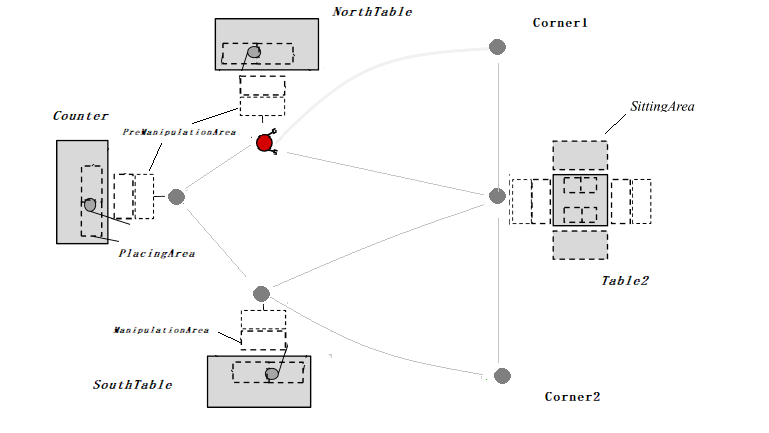 NorthTable
Corner1
SittingArea
Counter
PreManipulationArea
PlacingArea
Table2
ManipulationArea
SouthTable
Corner2